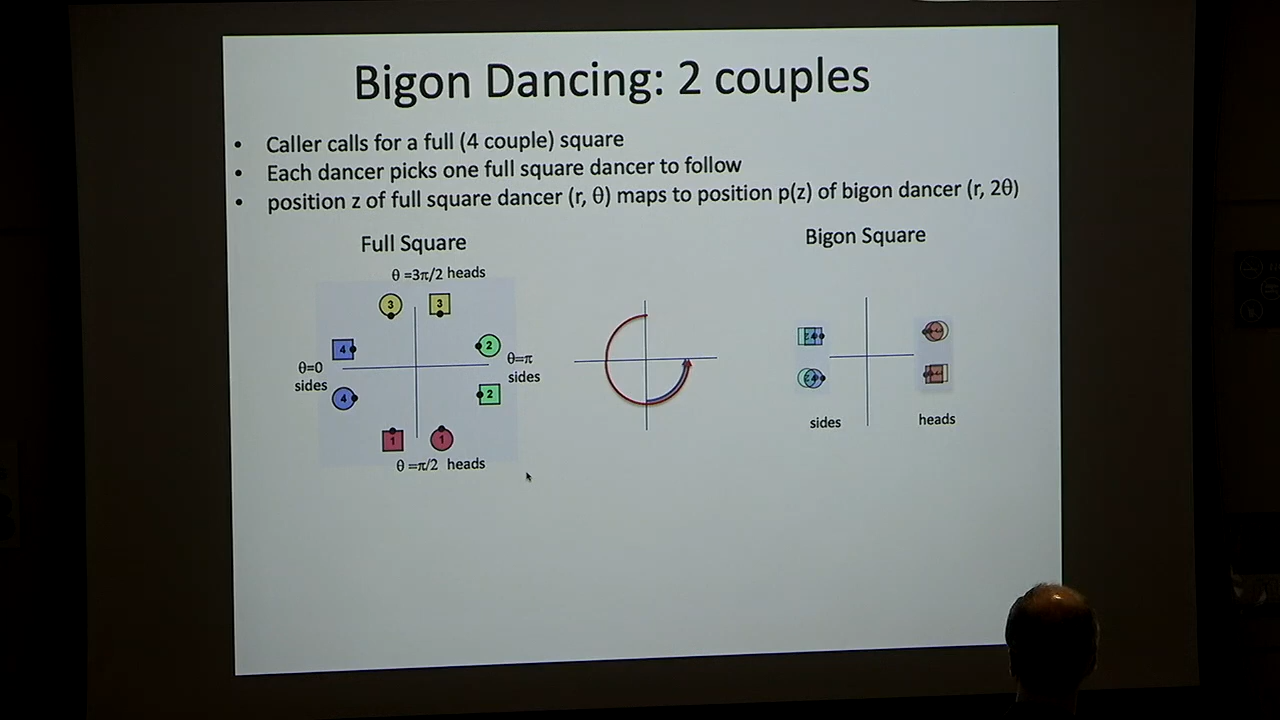 Bigon Dancing: 2 couples
• Caller calls for a full (4 couple) square
• Each dancer picks one full square dancer to follow
• position z of full square dancer (r, θ) maps to position p(z) of bigon dancer (r, 2θ)
Full Square
Bigon Square
θ =3π/2 heads
3 3
4 2
θ=0
sides
θ=π
sides
4 2
1 1
θ =π/2 heads
sides
heads